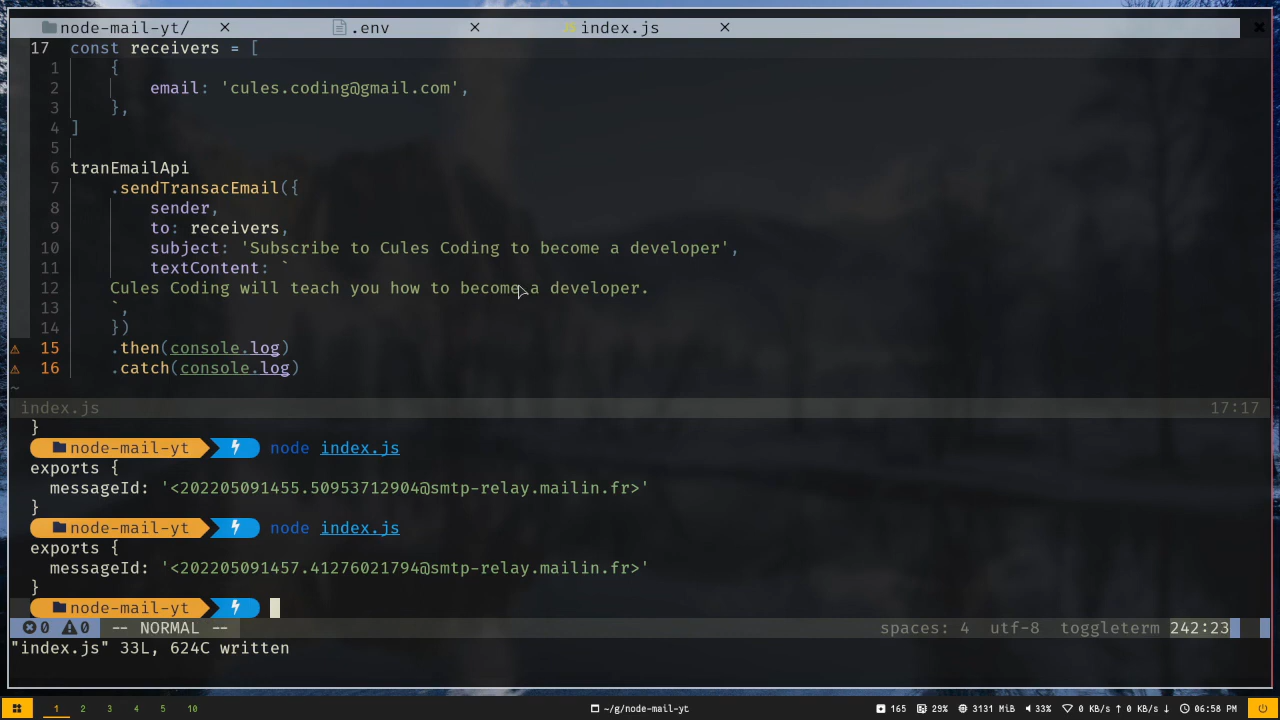 node-mail-yt/ × .env × index.js × ×
17 const receivers = [
1 {
2 email: 'cules.coding@gmail.com',
3 },
4 ]
5
6 tranEmailApi
7 .sendTransacEmail({
8 sender,
9 to: receivers,
10 subject: 'Subscribe to Cules Coding to become a developer',
11 textContent: `
12 Cules Coding will teach you how to become a developer.
13 `,
14 })
15 .then(console.log)
16 .catch(console.log)
~
index.js 17:17
}
node-mail-yt node index.js
exports {
messageId: '<202205091455.50953712904@smtp-relay.mailin.fr>'
}
node-mail-yt node index.js
exports {
messageId: '<202205091457.41276021794@smtp-relay.mailin.fr>'
}
node-mail-yt
0 0 -- NORMAL -- spaces: 4 utf-8 toggleterm 242:23
"index.js" 33L, 624C written
1 2 3 4 5 10 ~/g/node-mail-yt 165 29% 3131 MiB 33% 0 KB/s ↑ 0 KB/s ↓ 06:58 PM